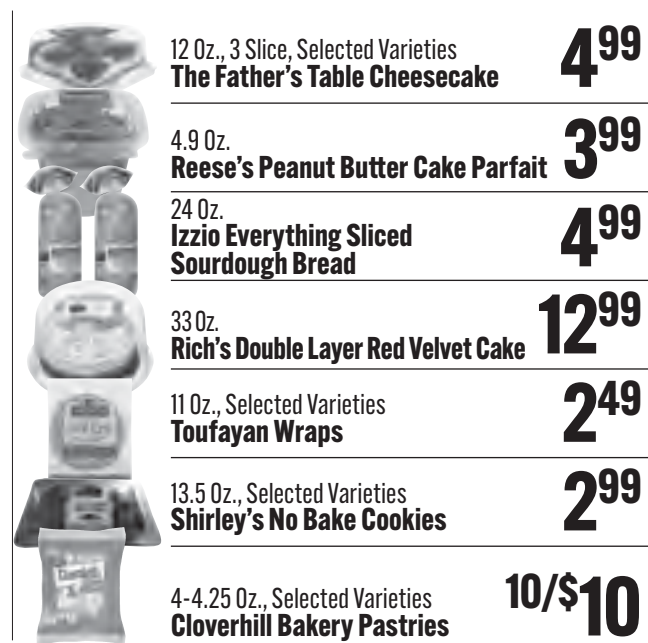 12 Oz., 3 Slice, Selected Varieties
The Father's Table Cheesecake
4.99
4.9 Oz.
Reese's Peanut Butter Cake Parfait
3.99
24 Oz.
Izzio Everything Sliced
Sourdough Bread
4.99
33 Oz.
Rich's Double Layer Red Velvet Cake
12.99
11 Oz., Selected Varieties
Toufayan Wraps
2.49
13.5 Oz., Selected Varieties
Shirley's No Bake Cookies
2.99
4-4.25 Oz., Selected Varieties
Cloverhill Bakery Pastries
10/$10